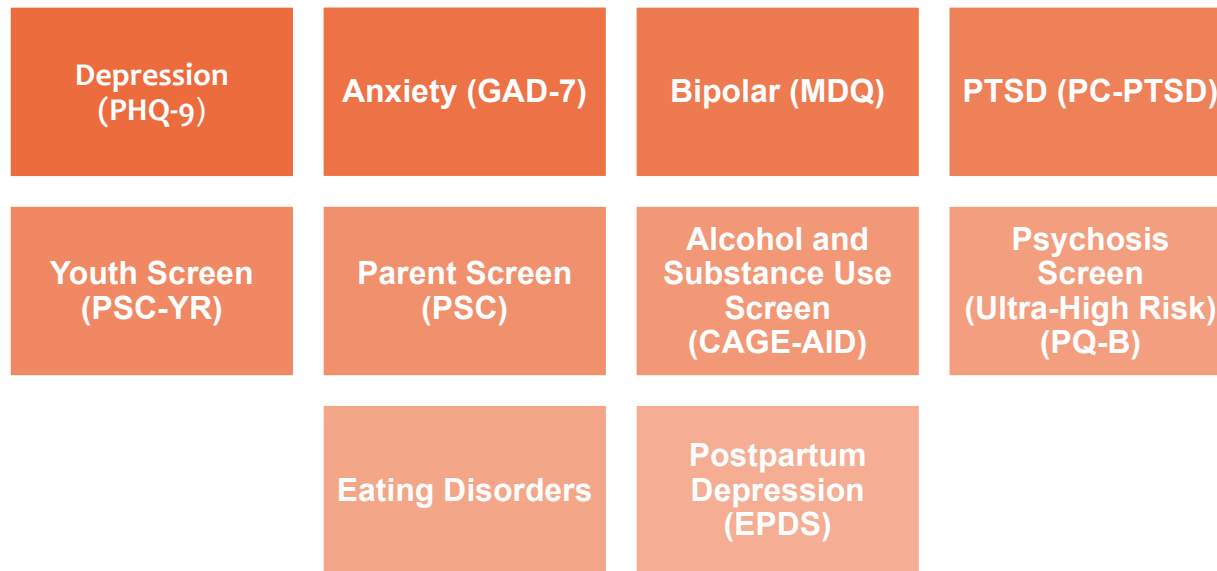 Depression
(PHQ-9)
Anxiety (GAD-7)
Bipolar (MDQ)
PTSD (PC-PTSD)
Youth Screen
(PSC-YR)
Parent Screen
(PSC)
Alcohol and
Substance Use
Screen
(CAGE-AID)
Psychosis
Screen
(Ultra-High Risk)
(PQ-B)
Eating Disorders
Postpartum
Depression
(EPDS)